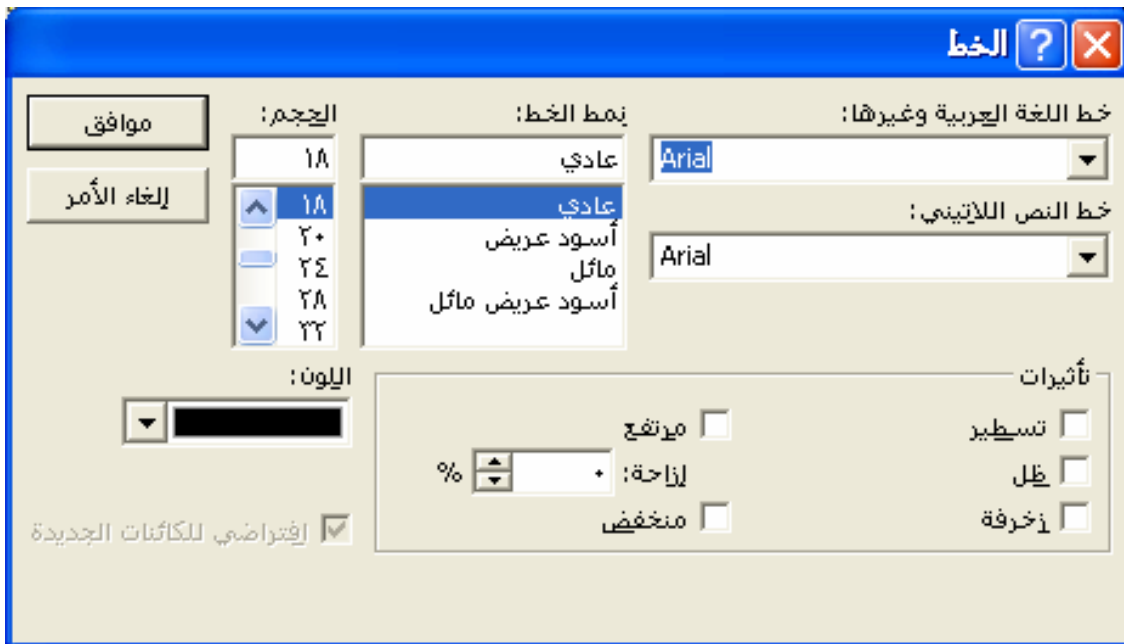 الخط
خط اللغة العربية وغيرها:
Arial
خط النص اللاتيني:
Arial
نمط الخط:
عادي
عادي
أسود عريض
مائل
أسود عريض مائل
الحجم:
١٨
١٨
٢٠
٢٤
٢٨
٣٢
موافق
إلغاء الأمر
تأثيرات
تسطير
ظل
زخرفة
مرتفع
إزاحة: ٠ %
منخفض
اللون:
افتراضي للكائنات الجديدة